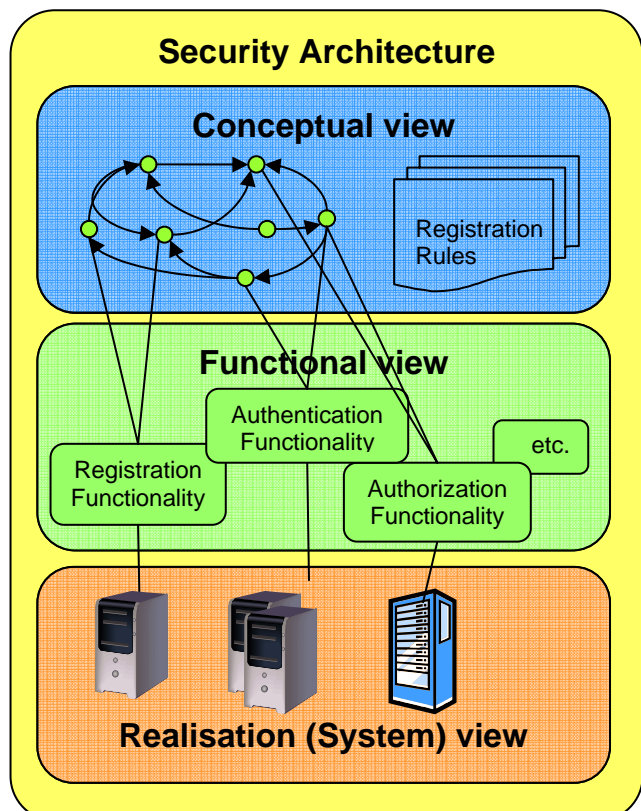 Security Architecture
Conceptual view
Registration
Rules
Functional view
Authentication
Functionality
Registration
Functionality
etc.
Authorization
Functionality
Realisation (System) view